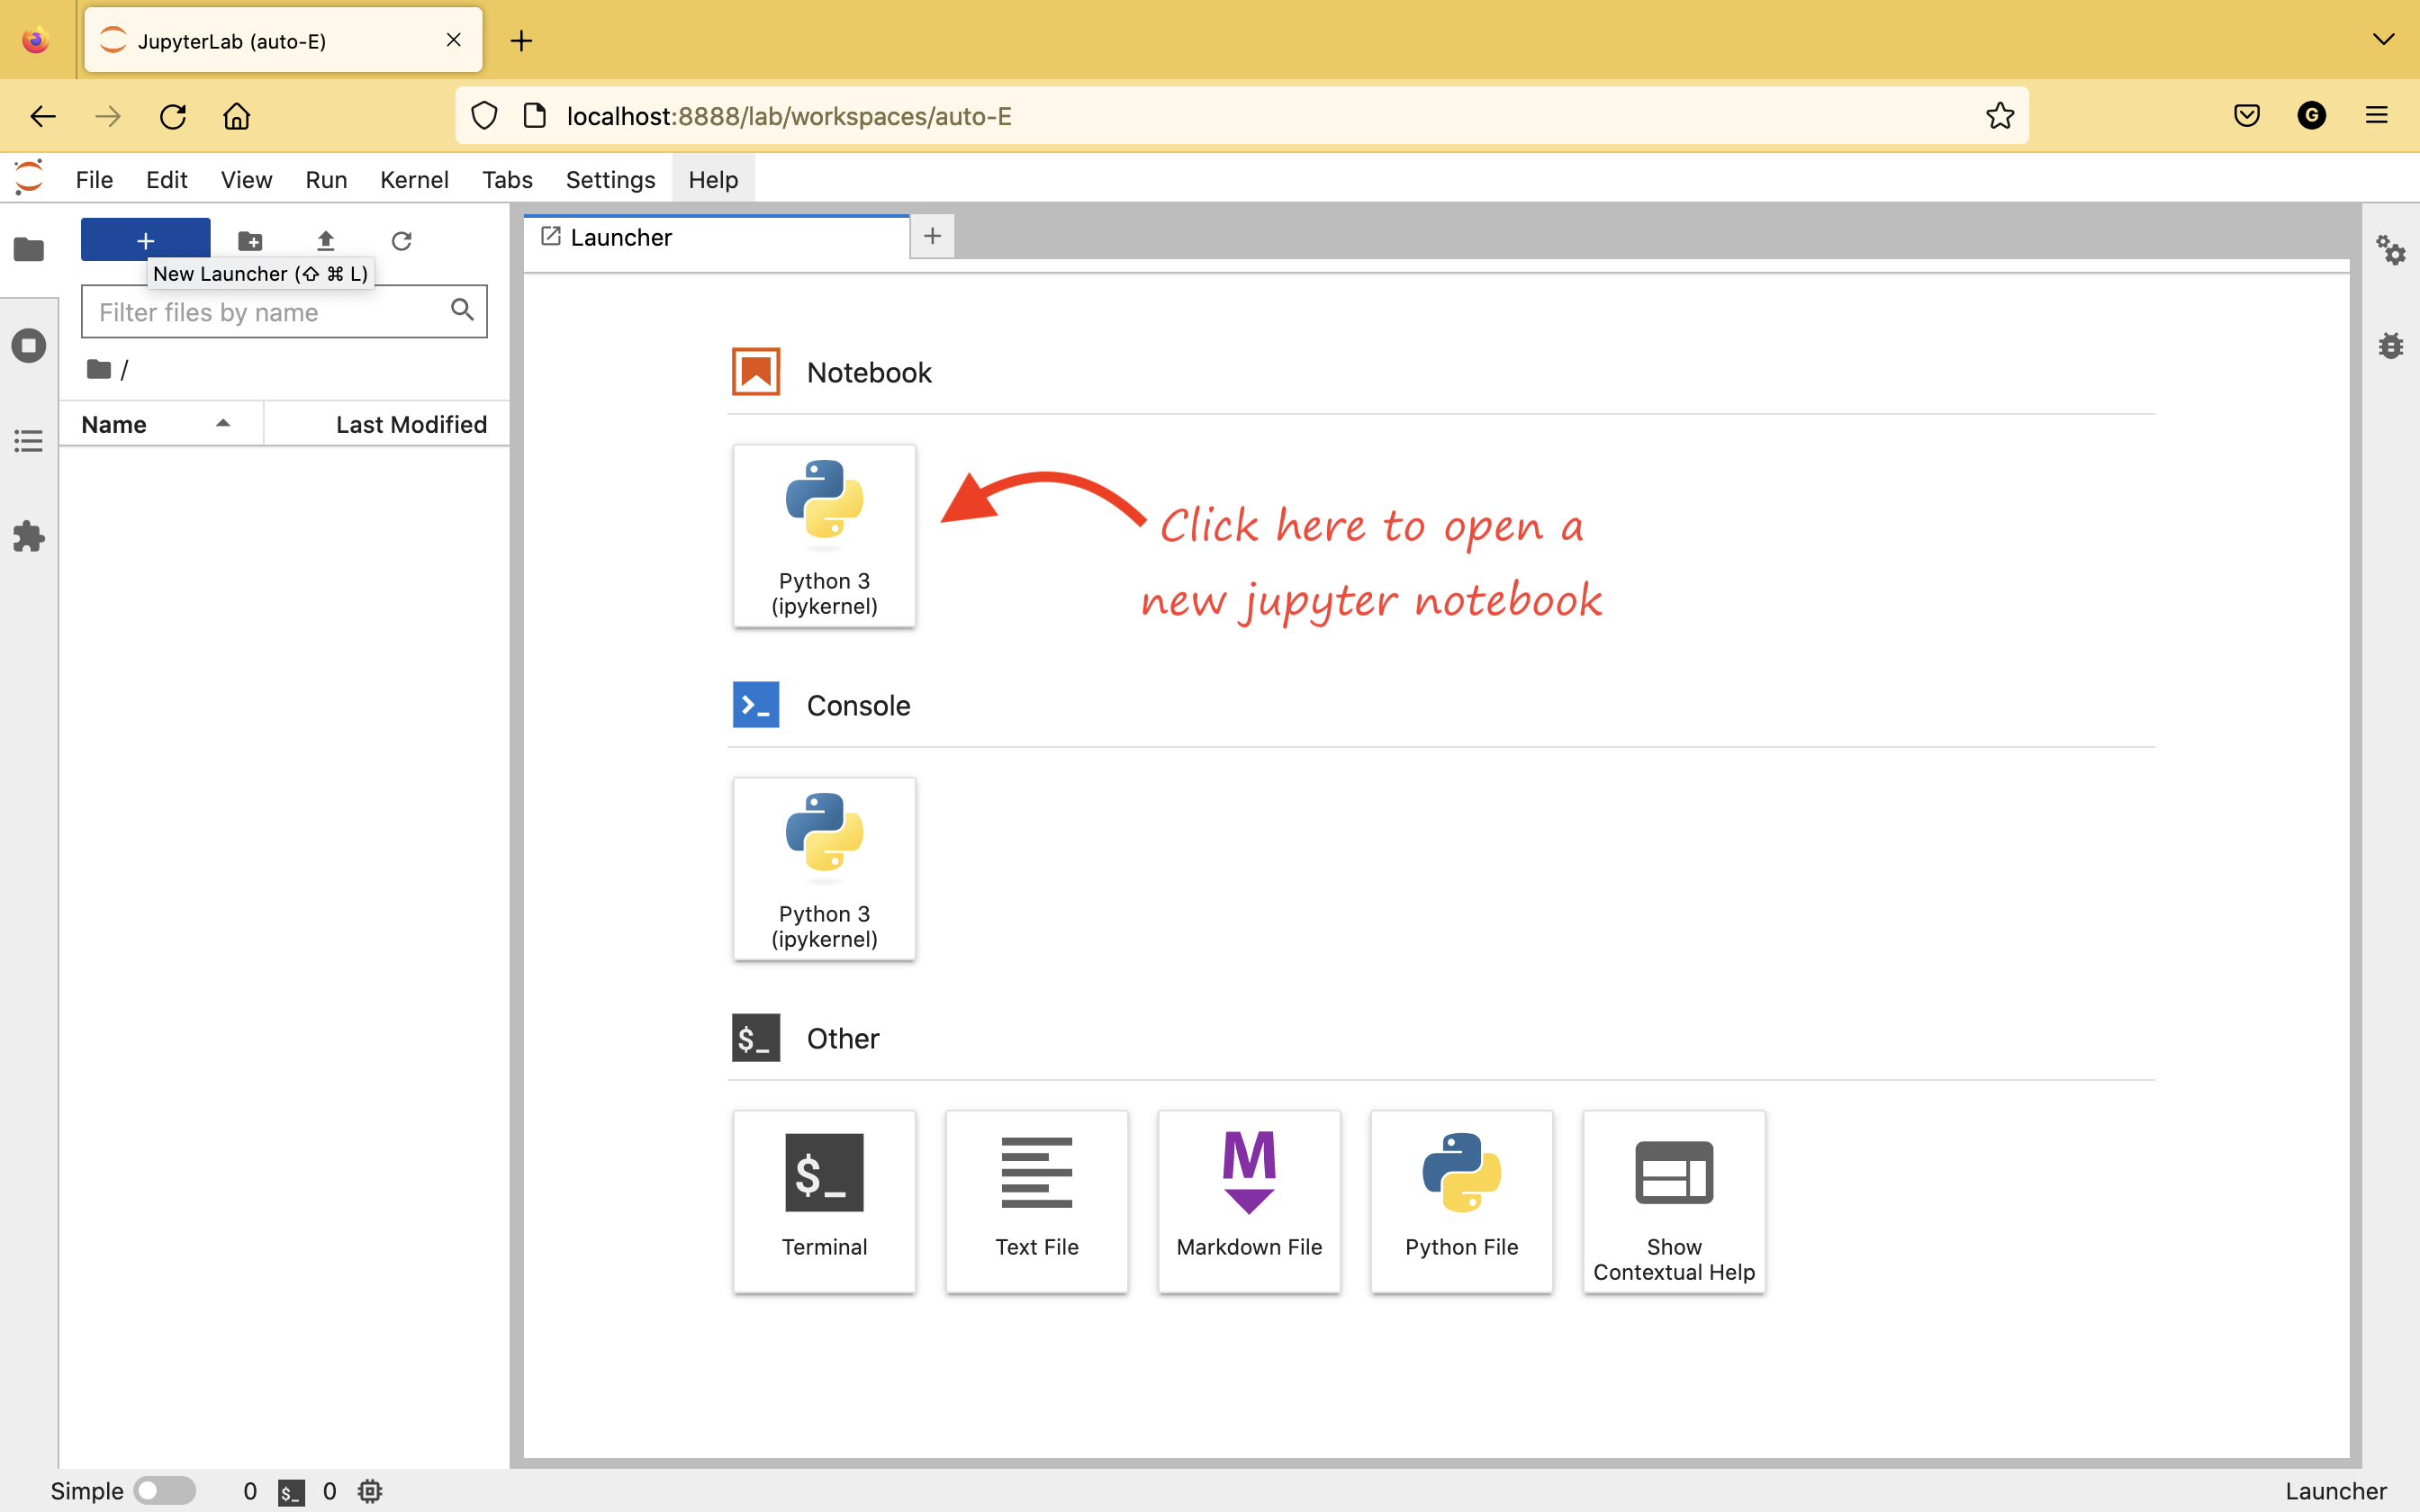 JupyterLab (auto-E)
localhost:8888/lab/workspaces/auto-E
G
File Edit View Run Kernel Tabs Settings Help
New Launcher (⇧ ⌘ L)
Filter files by name
/
Name Last Modified
Launcher
Notebook
Python 3
(ipykernel)
Click here to open a
new jupyter notebook
Console
Python 3
(ipykernel)
$_ Other
$_
Terminal
Text File
M
Markdown File
Python File
Show
Contextual Help
Simple 0 $_ 0
Launcher